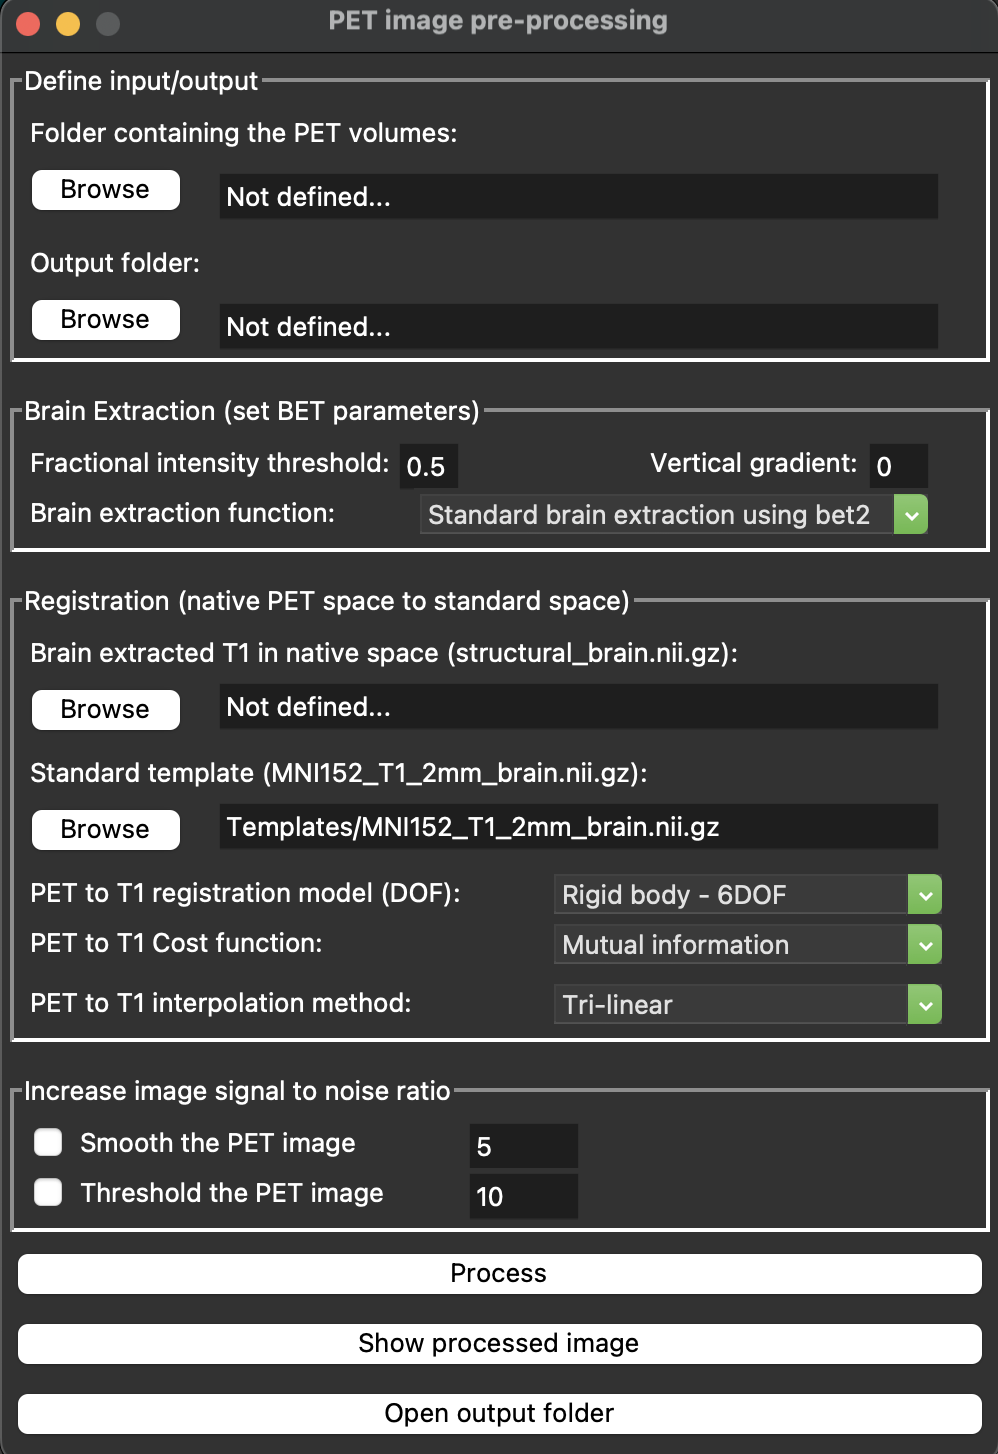 PET image pre-processing
Define input/output
Folder containing the PET volumes:
Browse
Not defined...
Output folder:
Browse
Not defined...
Brain Extraction (set BET parameters)
Fractional intensity threshold: 0.5 Vertical gradient: 0
Brain extraction function: Standard brain extraction using bet2
Registration (native PET space to standard space)
Brain extracted T1 in native space (structural_brain.nii.gz):
Browse
Not defined...
Standard template (MNI152_T1_2mm_brain.nii.gz):
Browse
Templates/MNI152_T1_2mm_brain.nii.gz
PET to T1 registration model (DOF): Rigid body - 6DOF
PET to T1 Cost function: Mutual information
PET to T1 interpolation method: Tri-linear
Increase image signal to noise ratio
Smooth the PET image 5
Threshold the PET image 10
Process
Show processed image
Open output folder